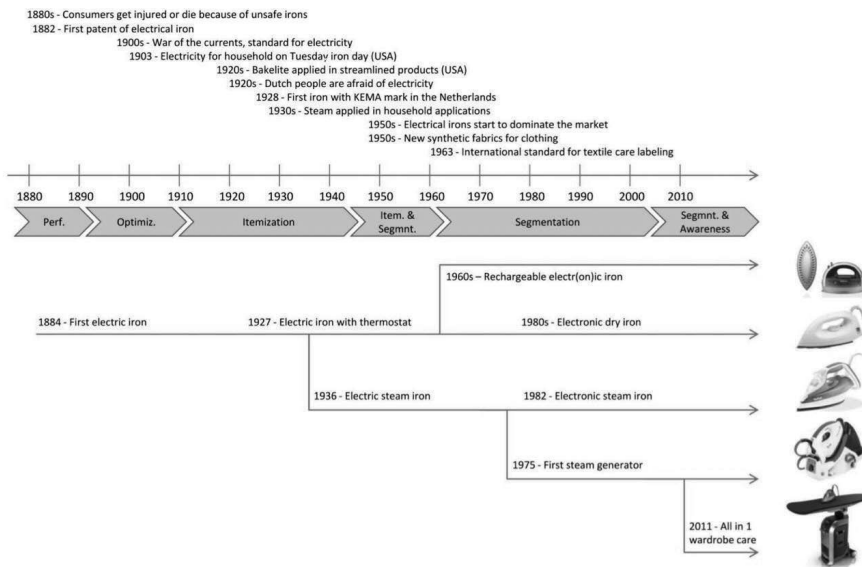 1880s - Consumers get injured or die because of unsafe irons
1882 - First patent of electrical iron
1900s - War of the currents, standard for electricity
1903 - Electricity for household on Tuesday iron day (USA)
1920s - Bakelite applied in streamlined products (USA)
1920s - Dutch people are afraid of electricity
1928 - First iron with KEMA mark in the Netherlands
1930s - Steam applied in household applications
1950s - Electrical irons start to dominate the market
1950s - New synthetic fabrics for clothing
1963 - International standard for textile care labeling
1880 1890 1900 1910 1920 1930 1940 1950 1960 1970 1980 1990 2000 2010
Perf.
Optimiz.
Itemization
Item. &
Segmnt.
Segmentation
Segmnt. &
Awareness
1960s – Rechargeable electr(on)ic iron
1884 - First electric iron
1927 - Electric iron with thermostat
1980s - Electronic dry iron
1936 - Electric steam iron
1982 - Electronic steam iron
1975 - First steam generator
2011 - All in 1
wardrobe care